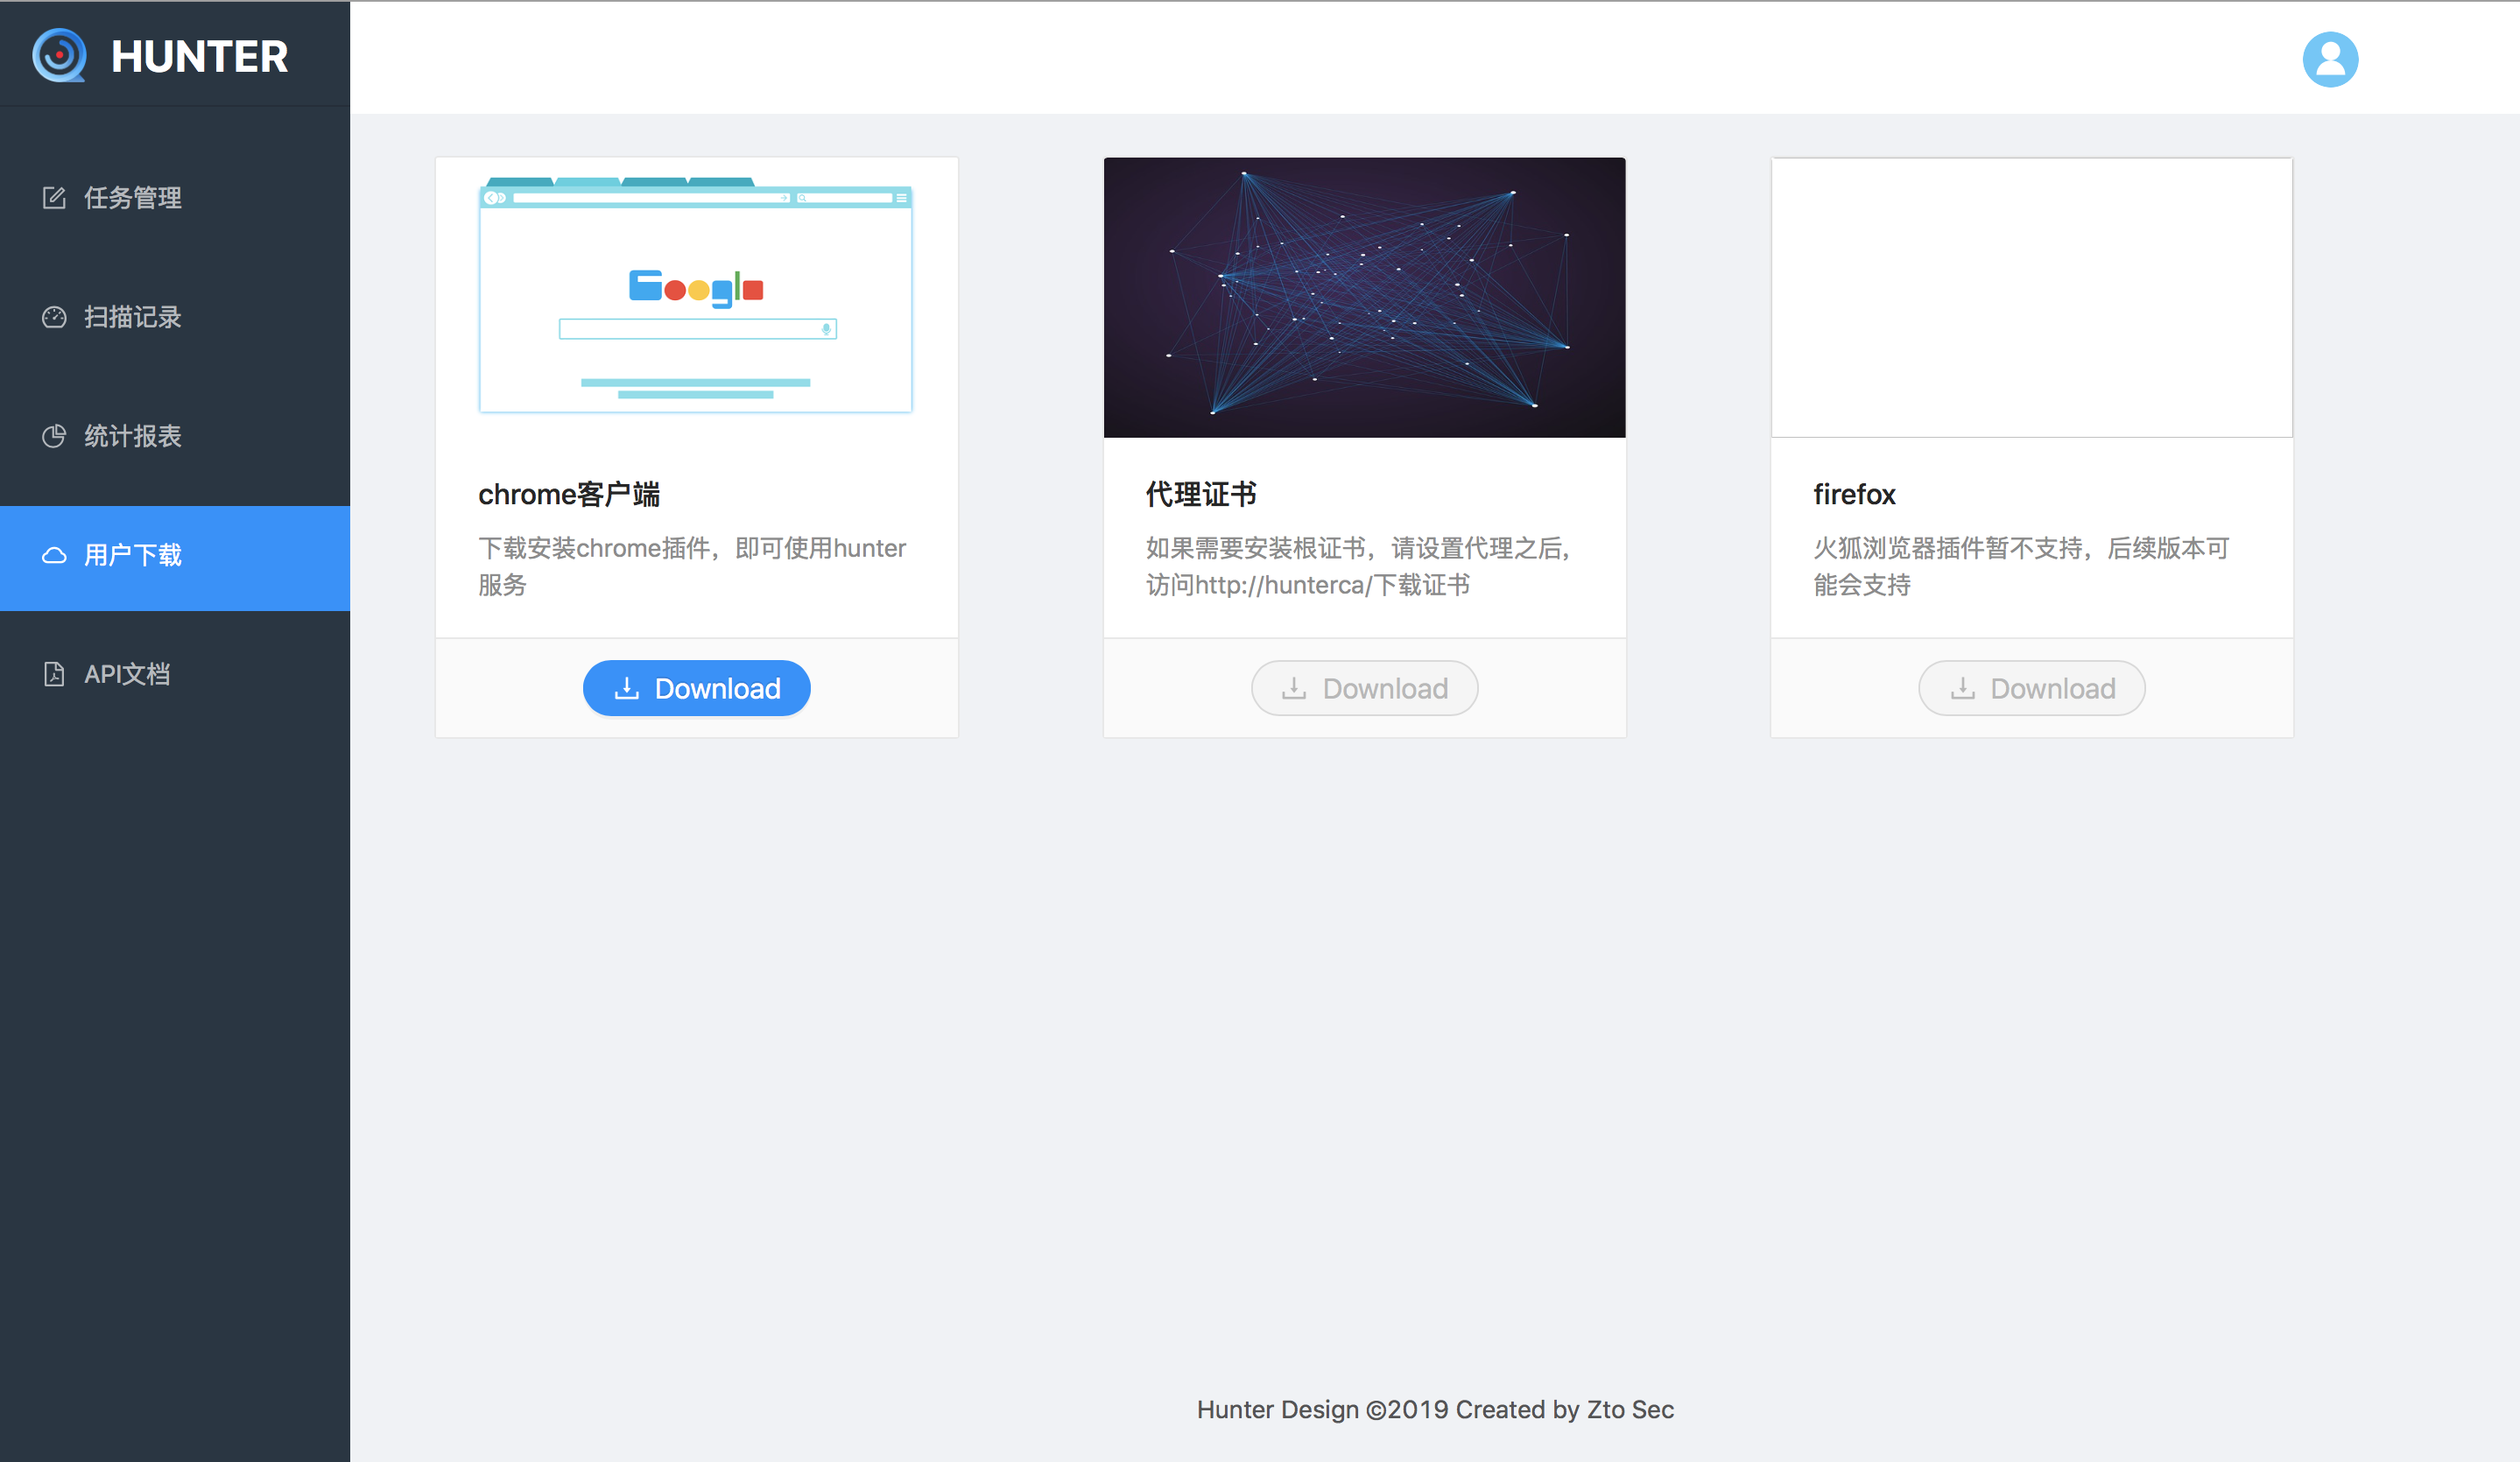 HUNTER
任务管理
扫描记录
统计报表
用户下载
API文档
Google
chrome客户端
下载安装chrome插件，即可使用hunter
服务
Download
代理证书
如果需要安装根证书，请设置代理之后，
访问http://hunterca/下载证书
Download
firefox
火狐浏览器插件暂不支持，后续版本可
能会支持
Download
Hunter Design ©2019 Created by Zto Sec